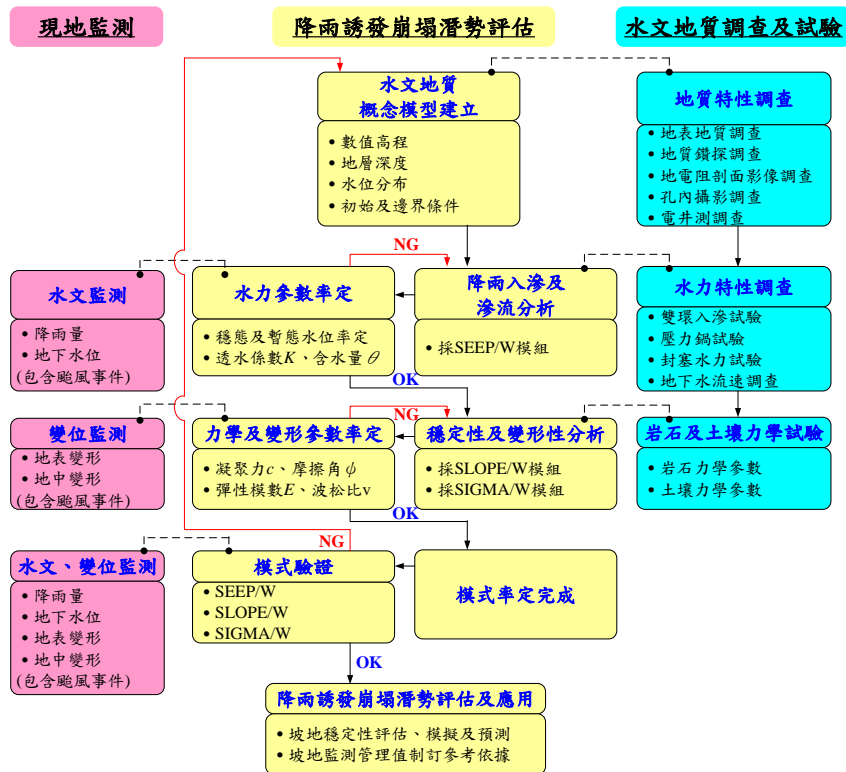 現地監測
降雨誘發崩塌潛勢評估
水文地質調查及試驗
水文地質
概念模型建立
• 數值高程
• 地層深度
• 水位分布
• 初始及邊界條件
地質特性調查
• 地表地質調查
• 地質鑽探調查
• 地電阻剖面影像調查
• 孔內攝影調查
• 電井測調查
NG
水文監測
• 降雨量
• 地下水位
(包含颱風事件)
水力參數率定
• 穩態及暫態水位率定
• 透水係數K、含水量θ
降雨入滲及
滲流分析
• 採SEEP/W模組
水力特性調查
• 雙環入滲試驗
• 壓力鍋試驗
• 封塞水力試驗
• 地下水流速調查
OK
NG
變位監測
• 地表變形
• 地中變形
(包含颱風事件)
力學及變形參數率定
• 凝聚力c、摩擦角ϕ
• 彈性模數E、波松比v
穩定性及變形性分析
• 採SLOPE/W模組
• 採SIGMA/W模組
岩石及土壤力學試驗
• 岩石力學參數
• 土壤力學參數
OK
NG
水文、變位監測
• 降雨量
• 地下水位
• 地表變形
• 地中變形
(包含颱風事件)
模式驗証
• SEEP/W
• SLOPE/W
• SIGMA/W
模式率定完成
OK
降雨誘發崩塌潛勢評估及應用
• 坡地穩定性評估、模擬及預測
• 坡地監測管理值制訂參考依據